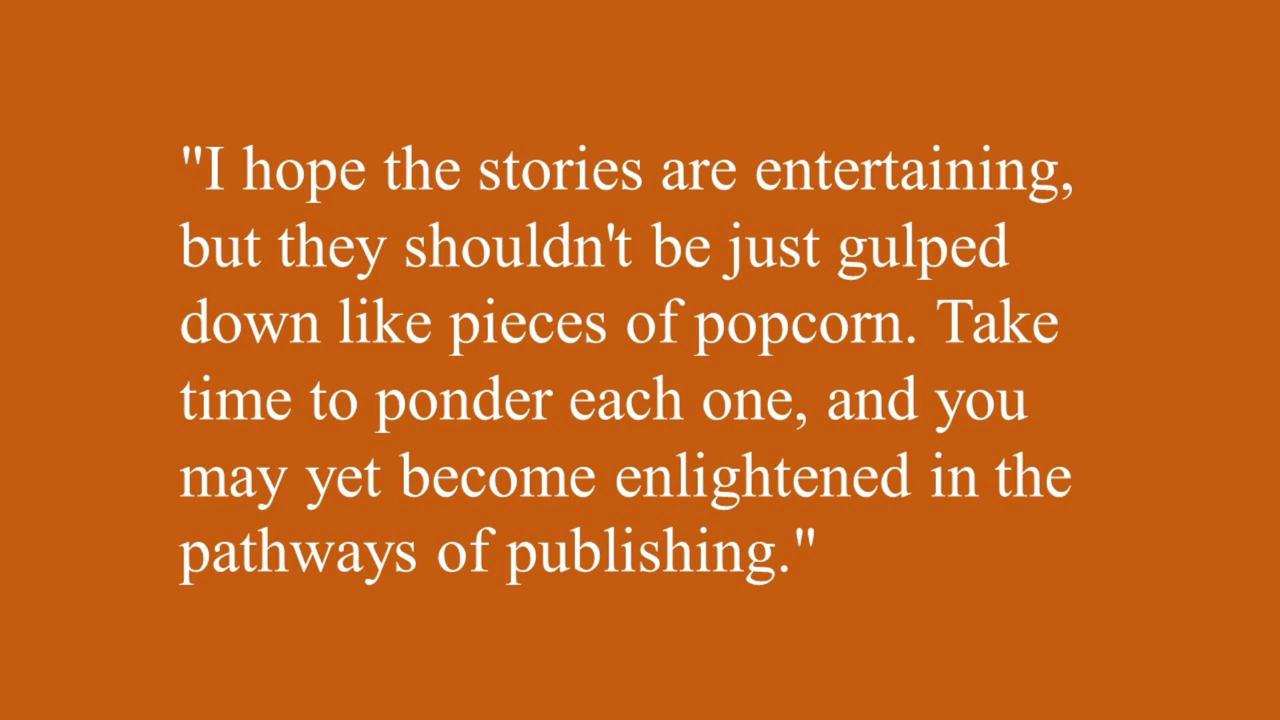 "I hope the stories are entertaining,
but they shouldn't be just gulped
down like pieces of popcorn. Take
time to ponder each one, and you
may yet become enlightened in the
pathways of publishing."